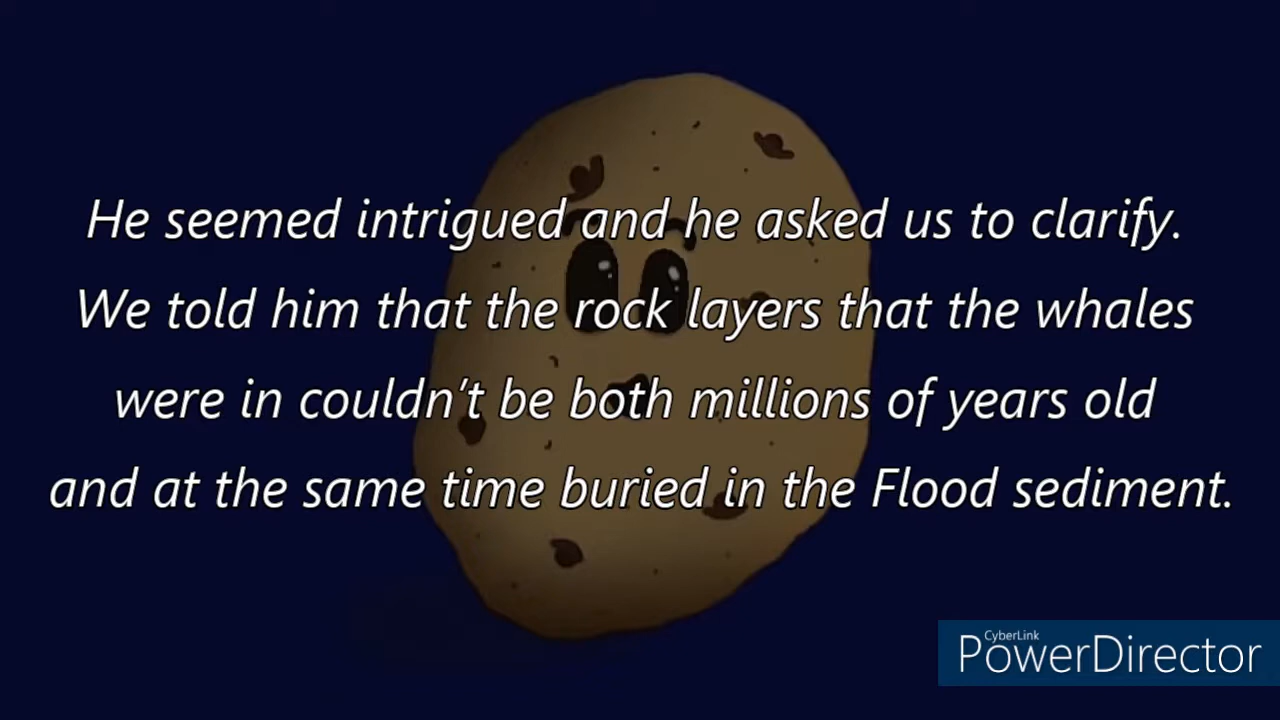 He seemed intrigued and he asked us to clarify.
We told him that the rock layers that the whales
were in couldn't be both millions of years old
and at the same time buried in the Flood sediment.
CyberLink
PowerDirector